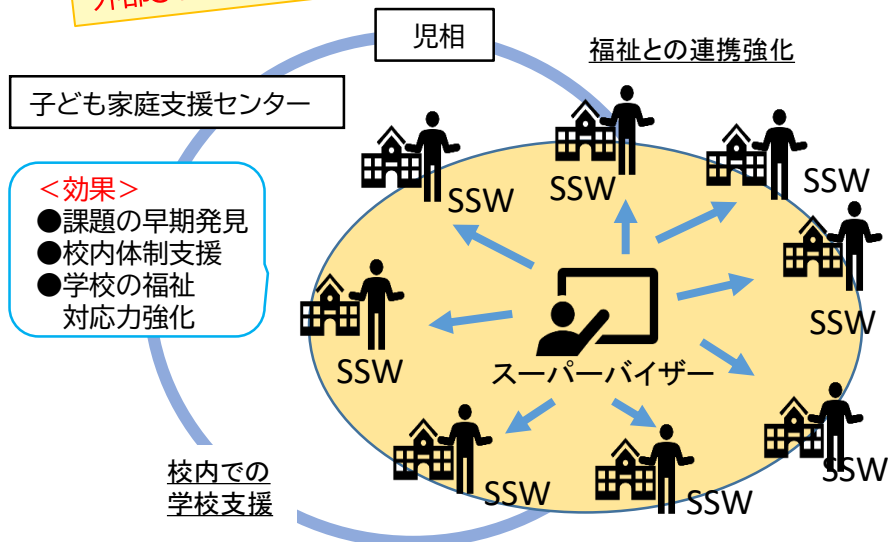 外部
児相
福祉との連携強化
子ども家庭支援センター
<効果>
●課題の早期発見
●校内体制支援
●学校の福祉
対応力強化
SSW
SSW
SSW
SSW
SSW
スーパーバイザー
SSW
SSW
SSW
校内での
学校支援